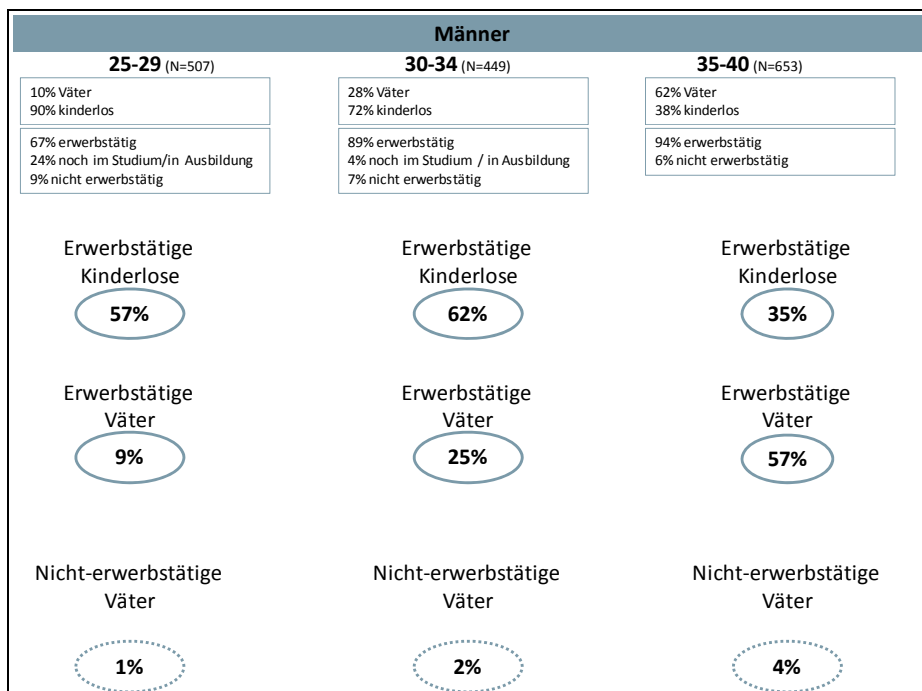 Männer
25-29 (N=507)
10% Väter
90% kinderlos
67% erwerbstätig
24% noch im Studium/in Ausbildung
9% nicht erwerbstätig
Erwerbstätige
Kinderlose
57%
Erwerbstätige
Väter
9%
Nicht-erwerbstätige
Väter
1%
30-34 (N=449)
28% Väter
72% kinderlos
89% erwerbstätig
4% noch im Studium / in Ausbildung
7% nicht erwerbstätig
Erwerbstätige
Kinderlose
62%
Erwerbstätige
Väter
25%
Nicht-erwerbstätige
Väter
2%
35-40 (N=653)
62% Väter
38% kinderlos
94% erwerbstätig
6% nicht erwerbstätig
Erwerbstätige
Kinderlose
35%
Erwerbstätige
Väter
57%
Nicht-erwerbstätige
Väter
4%